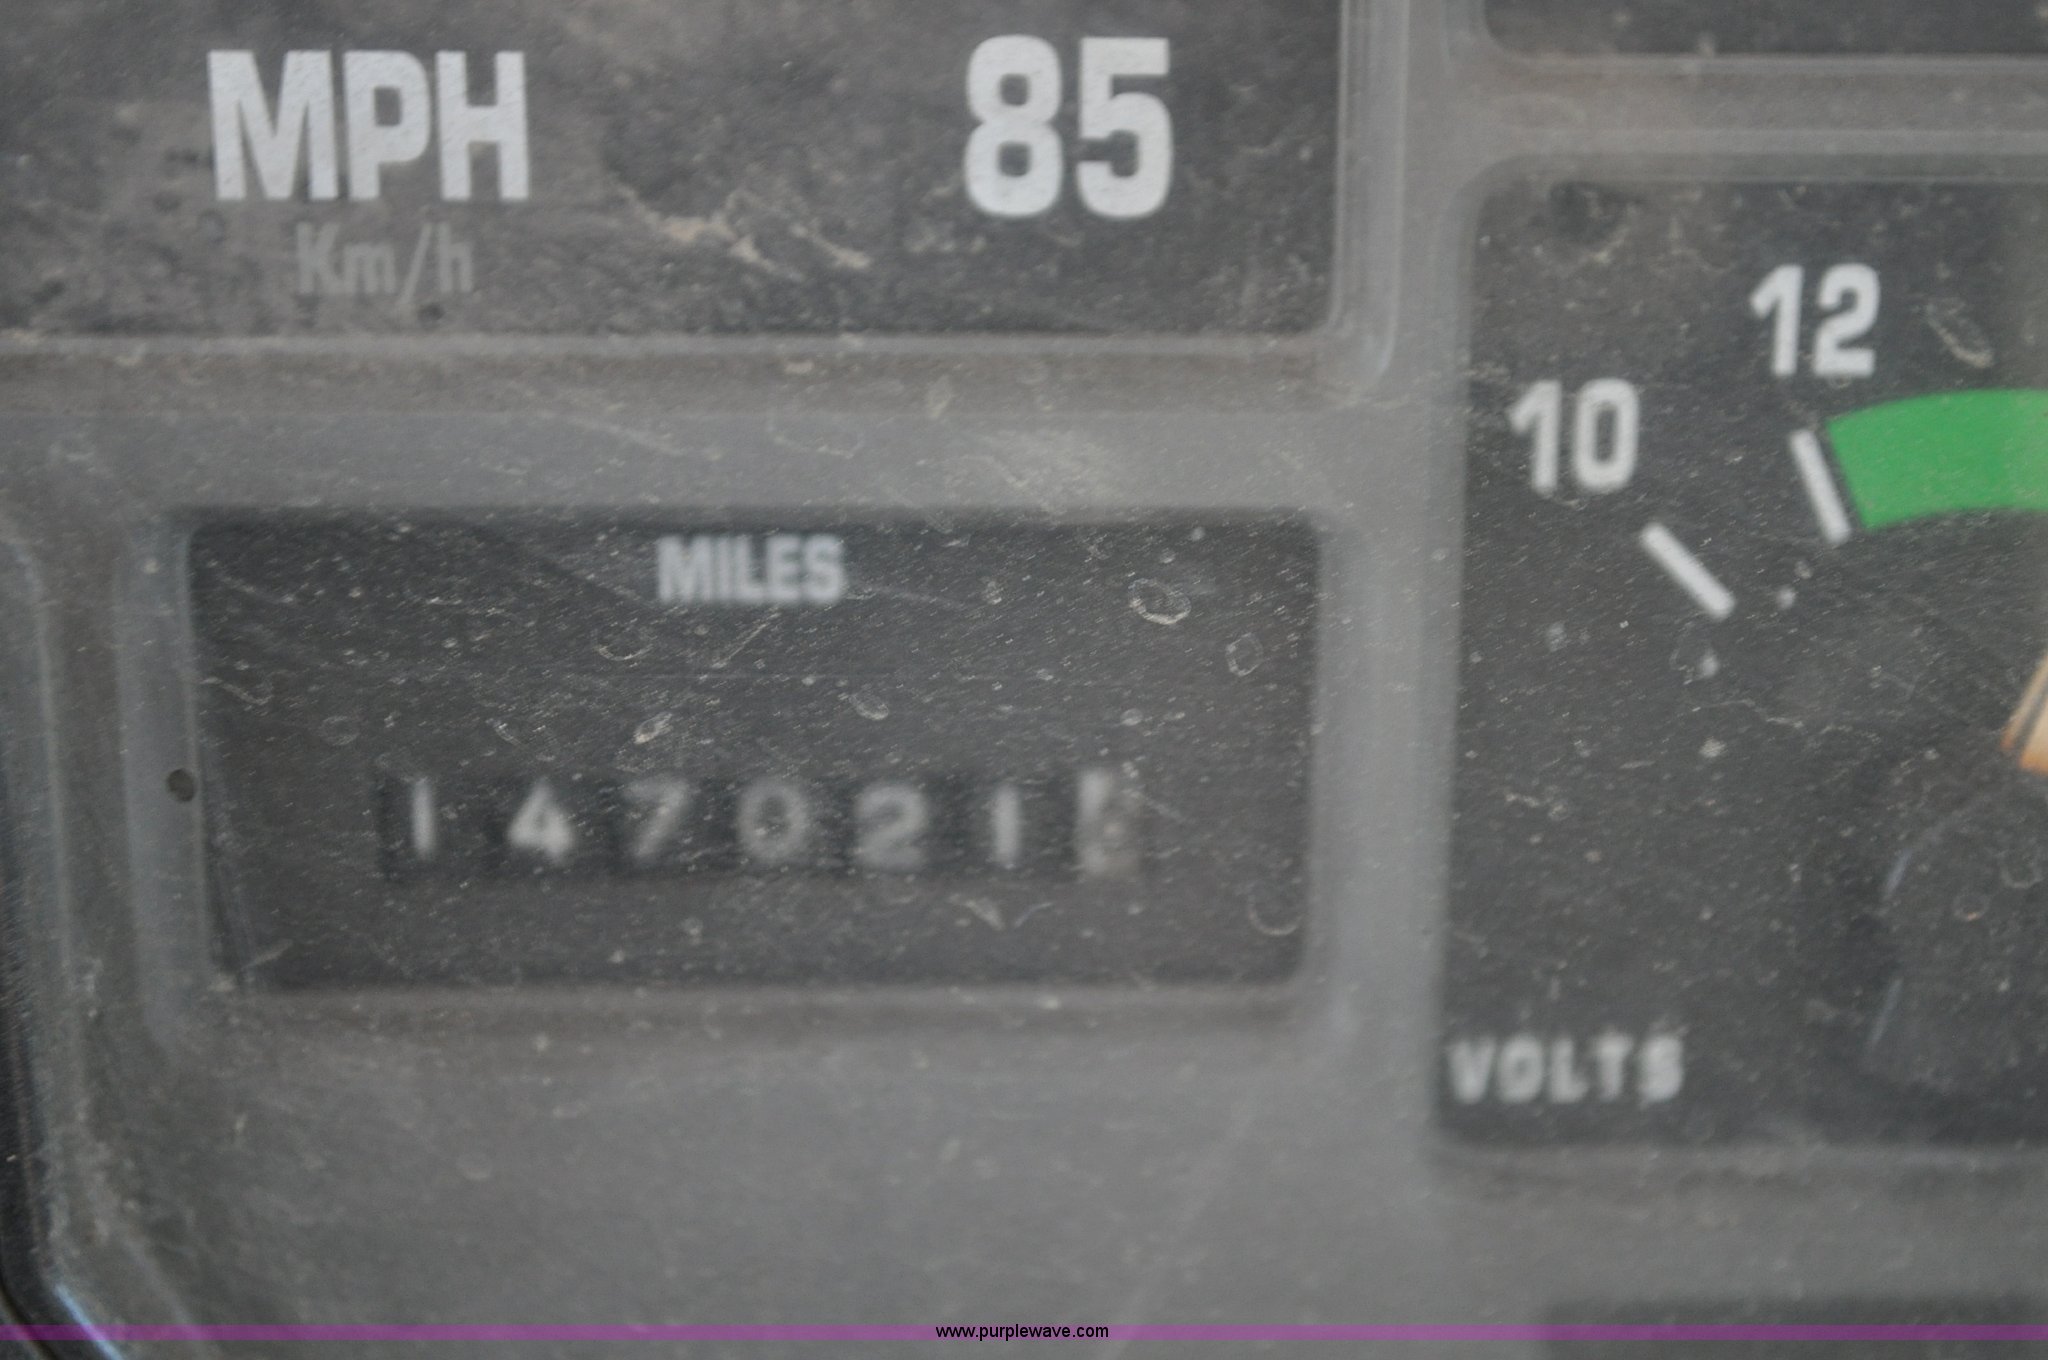 MPH 85
Km/h
12
10
MILES
147021
VOLTS
www.purplewave.com